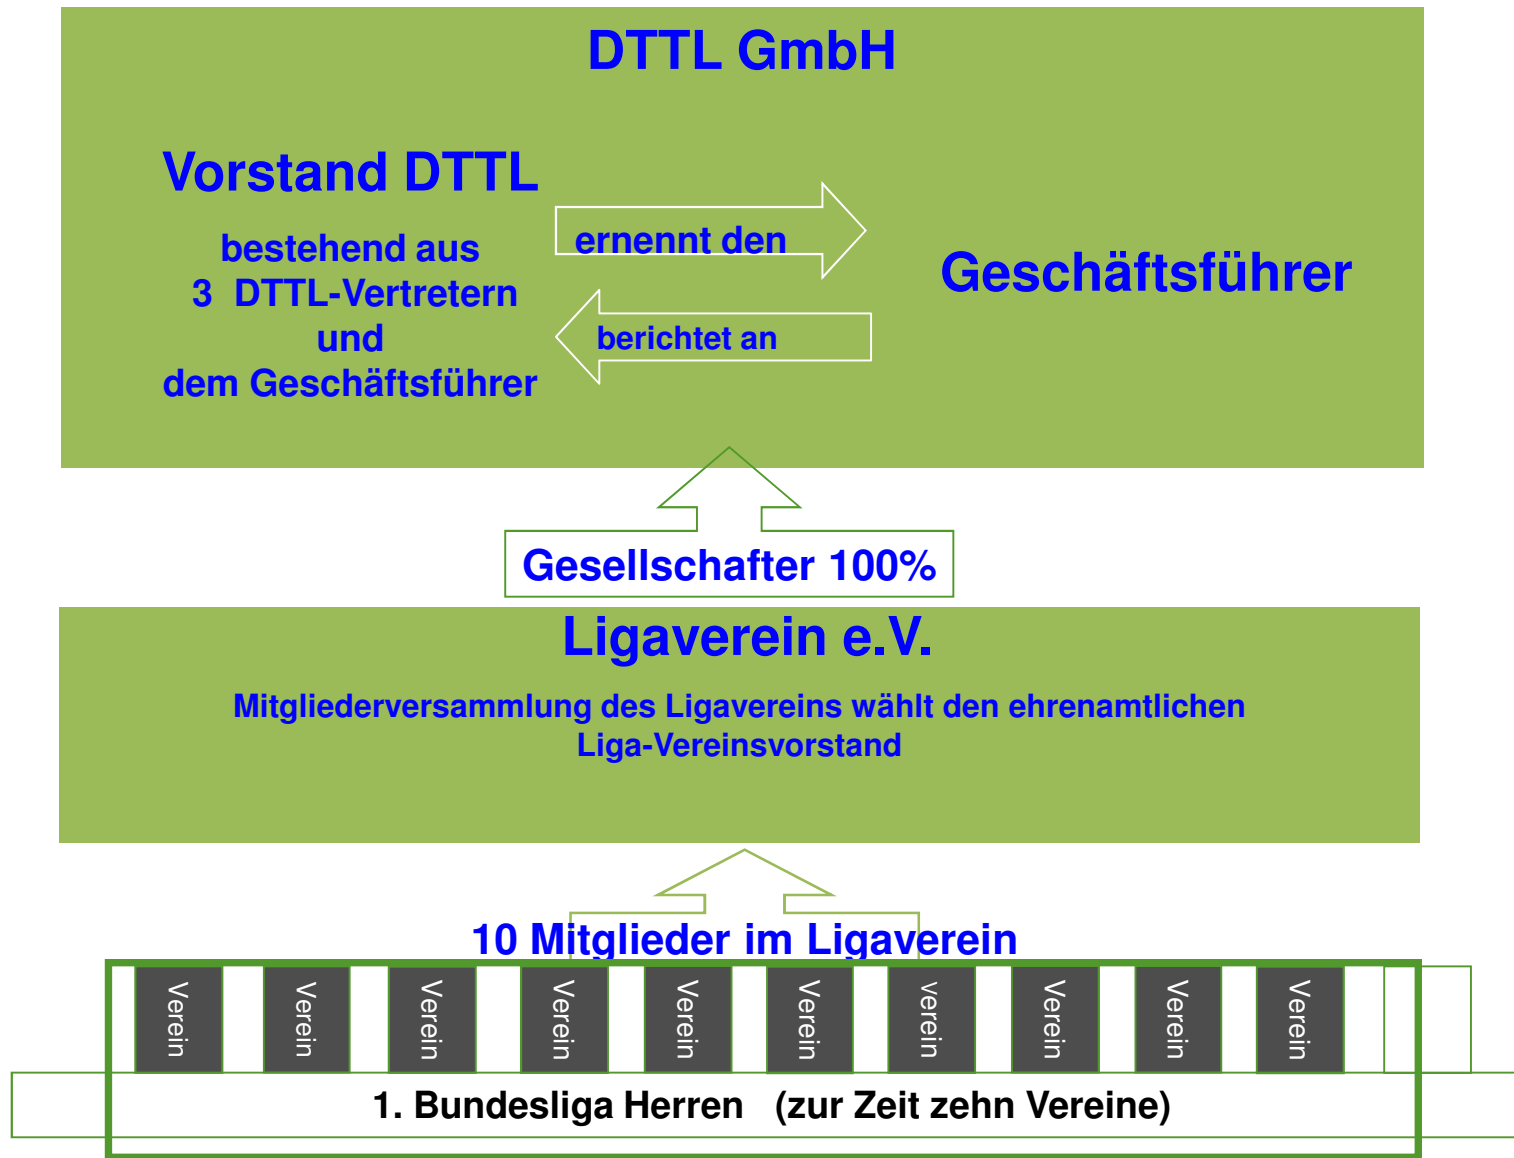 DTTL GmbH
Vorstand DTTL
bestehend aus
3 DTTL-Vertretern
und
dem Geschäftsführer
ernennt den
berichtet an
Geschäftsführer
Gesellschafter 100%
Ligaverein e.V.
Mitgliederversammlung des Ligavereins wählt den ehrenamtlichen
Liga-Vereinsvorstand
10 Mitglieder im Ligaverein
Verein
Verein
Verein
Verein
Verein
Verein
verein
Verein
Verein
Verein
1. Bundesliga Herren (zur Zeit zehn Vereine)